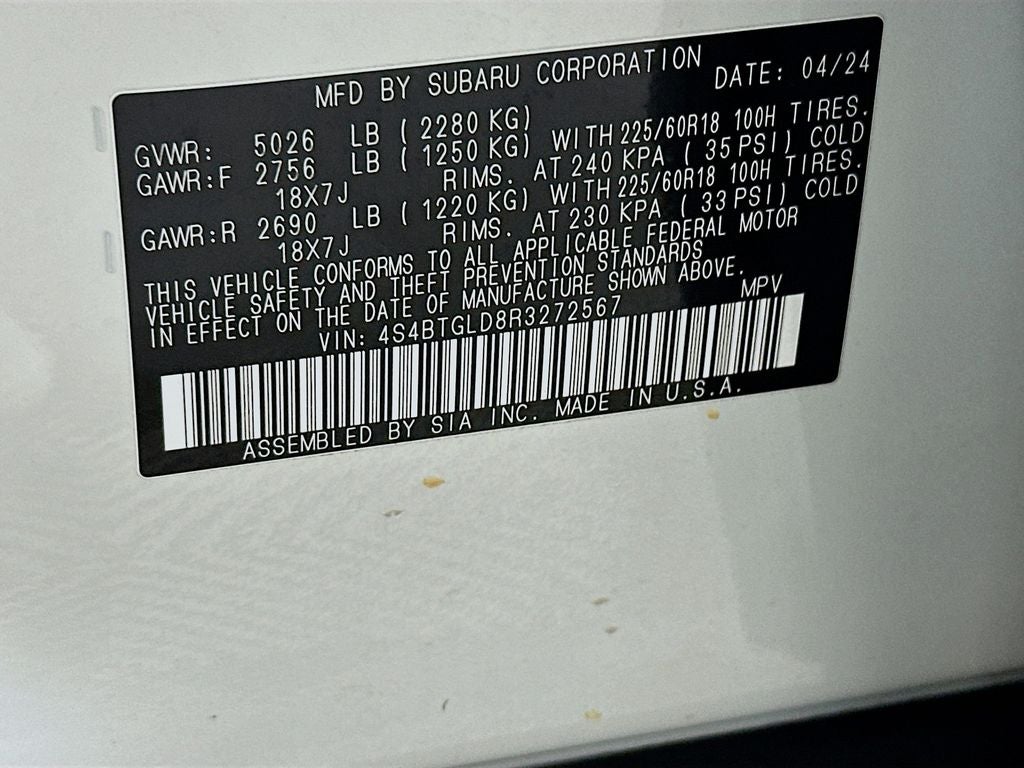 MFD BY SUBARU CORPORATION DATE: 04/24
GVWR: 5026 LB ( 2280 KG)
GAWR:F 2756 LB ( 1250 KG) WITH 225/60R18 100H TIRES.
18X7J RIMS. AT 240 KPA ( 35 PSI) COLD
GAWR:R 2690 LB ( 1220 KG) WITH 225/60R18 100H TIRES.
18X7J RIMS. AT 230 KPA ( 33 PSI) COLD
THIS VEHICLE CONFORMS TO ALL APPLICABLE FEDERAL MOTOR
VEHICLE SAFETY AND THEFT PREVENTION STANDARDS
IN EFFECT ON THE DATE OF MANUFACTURE SHOWN ABOVE.
VIN: 4S4BTGLD8R3272567 MPV
ASSEMBLED BY SIA INC. MADE IN U.S.A.